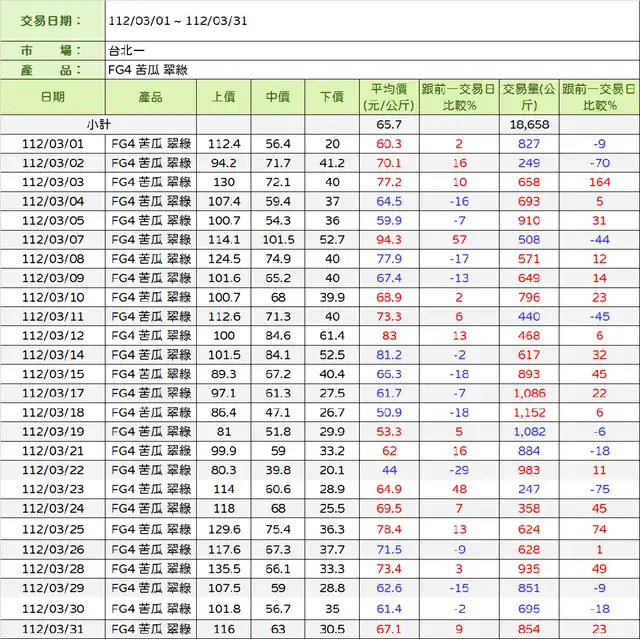 交易日期： 112/03/01 ~ 112/03/31
市 場： 台北一
產 品： FG4 苦瓜 翠綠
日期 產品 上價 中價 下價 平均價(元/公斤) 跟前一交易日比較% 交易量(公斤) 跟前一交易日比較%
小計 65.7 18,658
112/03/01 FG4 苦瓜 翠綠 112.4 56.4 20 60.3 2 827 -9
112/03/02 FG4 苦瓜 翠綠 94.2 71.7 41.2 70.1 16 249 -70
112/03/03 FG4 苦瓜 翠綠 130 72.1 40 77.2 10 658 164
112/03/04 FG4 苦瓜 翠綠 107.4 59.4 37 64.5 -16 693 5
112/03/05 FG4 苦瓜 翠綠 100.7 54.3 36 59.9 -7 910 31
112/03/07 FG4 苦瓜 翠綠 114.1 101.5 52.7 94.3 57 508 -44
112/03/08 FG4 苦瓜 翠綠 124.5 74.9 40 77.9 -17 571 12
112/03/09 FG4 苦瓜 翠綠 101.6 65.2 40 67.4 -13 649 14
112/03/10 FG4 苦瓜 翠綠 100.7 68 39.9 68.9 2 796 23
112/03/11 FG4 苦瓜 翠綠 112.6 71.3 40 73.3 6 440 -45
112/03/12 FG4 苦瓜 翠綠 100 84.6 61.4 83 13 468 6
112/03/14 FG4 苦瓜 翠綠 101.5 84.1 52.5 81.2 -2 617 32
112/03/15 FG4 苦瓜 翠綠 89.3 67.2 40.4 66.3 -18 893 45
112/03/17 FG4 苦瓜 翠綠 97.1 61.3 27.5 61.7 -7 1,086 22
112/03/18 FG4 苦瓜 翠綠 86.4 47.1 26.7 50.9 -18 1,152 6
112/03/19 FG4 苦瓜 翠綠 81 51.8 29.9 53.3 5 1,082 -6
112/03/21 FG4 苦瓜 翠綠 99.9 59 33.2 62 16 884 -18
112/03/22 FG4 苦瓜 翠綠 80.3 39.8 20.1 44 -29 983 11
112/03/23 FG4 苦瓜 翠綠 114 60.6 28.9 64.9 48 247 -75
112/03/24 FG4 苦瓜 翠綠 118 68 25.5 69.5 7 358 45
112/03/25 FG4 苦瓜 翠綠 129.6 75.4 36.3 78.4 13 624 74
112/03/26 FG4 苦瓜 翠綠 117.6 67.3 37.7 71.5 -9 628 1
112/03/28 FG4 苦瓜 翠綠 135.5 66.1 33.3 73.4 3 935 49
112/03/29 FG4 苦瓜 翠綠 107.5 59 28.8 62.6 -15 851 -9
112/03/30 FG4 苦瓜 翠綠 101.8 56.7 35 61.4 -2 695 -18
112/03/31 FG4 苦瓜 翠綠 116 63 30.5 67.1 9 854 23